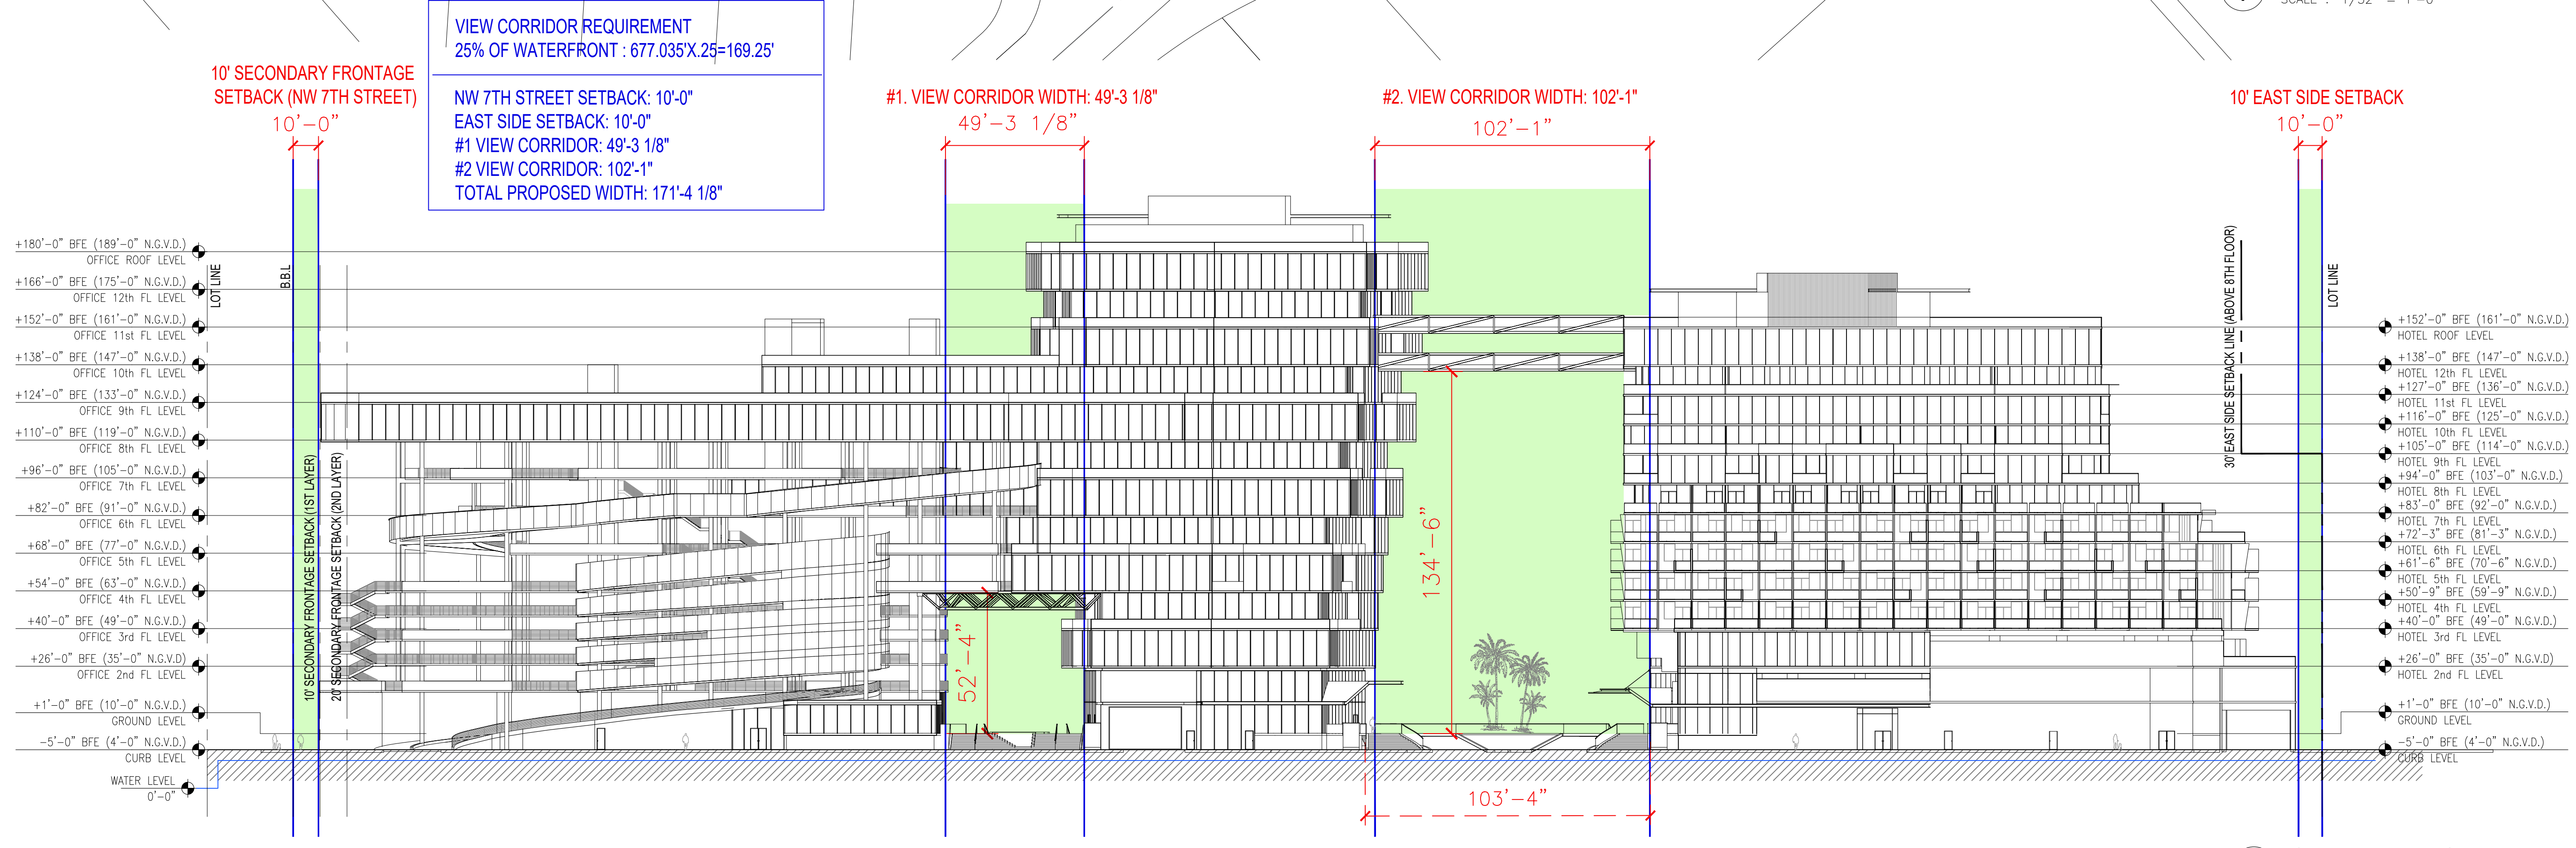 SCALE : 1/32" = 1'-0"
VIEW CORRIDOR REQUIREMENT
25% OF WATERFRONT : 677.035'X.25=169.25'
NW 7TH STREET SETBACK: 10'-0"
EAST SIDE SETBACK: 10'-0"
#1 VIEW CORRIDOR: 49'-3 1/8"
#2 VIEW CORRIDOR: 102'-1"
TOTAL PROPOSED WIDTH: 171'-4 1/8"
10' SECONDARY FRONTAGE
SETBACK (NW 7TH STREET)
10'-0"
#1. VIEW CORRIDOR WIDTH: 49'-3 1/8"
49'-3 1/8"
#2. VIEW CORRIDOR WIDTH: 102'-1"
102'-1"
10' EAST SIDE SETBACK
10'-0"
+180'-0" BFE (189'-0" N.G.V.D.)
OFFICE ROOF LEVEL
+166'-0" BFE (175'-0" N.G.V.D.)
OFFICE 12th FL LEVEL
+152'-0" BFE (161'-0" N.G.V.D.)
OFFICE 11st FL LEVEL
+138'-0" BFE (147'-0" N.G.V.D.)
OFFICE 10th FL LEVEL
+124'-0" BFE (133'-0" N.G.V.D.)
OFFICE 9th FL LEVEL
+110'-0" BFE (119'-0" N.G.V.D.)
OFFICE 8th FL LEVEL
+96'-0" BFE (105'-0" N.G.V.D.)
OFFICE 7th FL LEVEL
+82'-0" BFE (91'-0" N.G.V.D.)
OFFICE 6th FL LEVEL
+68'-0" BFE (77'-0" N.G.V.D.)
OFFICE 5th FL LEVEL
+54'-0" BFE (63'-0" N.G.V.D.)
OFFICE 4th FL LEVEL
+40'-0" BFE (49'-0" N.G.V.D.)
OFFICE 3rd FL LEVEL
+26'-0" BFE (35'-0" N.G.V.D)
OFFICE 2nd FL LEVEL
+1'-0" BFE (10'-0" N.G.V.D.)
GROUND LEVEL
-5'-0" BFE (4'-0" N.G.V.D.)
CURB LEVEL
WATER LEVEL
0'-0"
LOT LINE
B.B.L
10' SECONDARY FRONTAGE SETBACK (1ST LAYER)
20' SECONDARY FRONTAGE SETBACK (2ND LAYER)
52'-4"
134'-6"
103'-4"
30' EAST SIDE SETBACK LINE (ABOVE 8TH FLOOR)
LOT LINE
+152'-0" BFE (161'-0" N.G.V.D.)
HOTEL ROOF LEVEL
+138'-0" BFE (147'-0" N.G.V.D.)
HOTEL 12th FL LEVEL
+127'-0" BFE (136'-0" N.G.V.D.)
HOTEL 11st FL LEVEL
+116'-0" BFE (125'-0" N.G.V.D.)
HOTEL 10th FL LEVEL
+105'-0" BFE (114'-0" N.G.V.D.)
HOTEL 9th FL LEVEL
+94'-0" BFE (103'-0" N.G.V.D.)
HOTEL 8th FL LEVEL
+83'-0" BFE (92'-0" N.G.V.D.)
HOTEL 7th FL LEVEL
+72'-3" BFE (81'-3" N.G.V.D.)
HOTEL 6th FL LEVEL
+61'-6" BFE (70'-6" N.G.V.D.)
HOTEL 5th FL LEVEL
+50'-9" BFE (59'-9" N.G.V.D.)
HOTEL 4th FL LEVEL
+40'-0" BFE (49'-0" N.G.V.D.)
HOTEL 3rd FL LEVEL
+26'-0" BFE (35'-0" N.G.V.D)
HOTEL 2nd FL LEVEL
+1'-0" BFE (10'-0" N.G.V.D.)
GROUND LEVEL
-5'-0" BFE (4'-0" N.G.V.D.)
CURB LEVEL